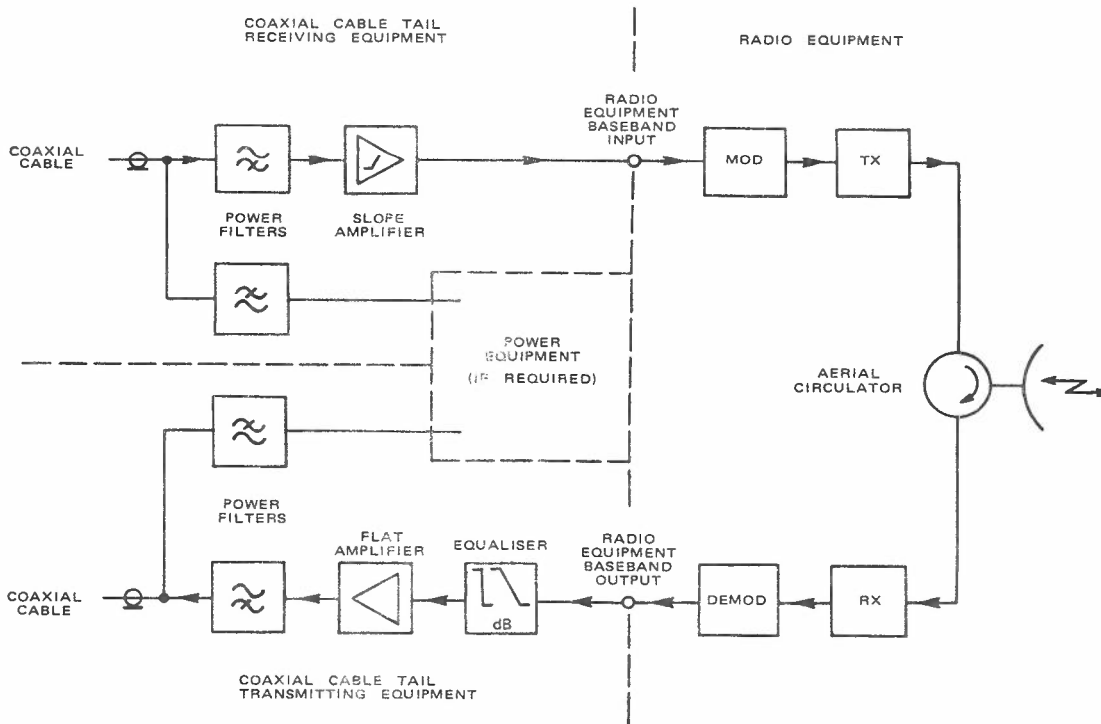 COAXIAL CABLE TAIL
RECEIVING EQUIPMENT
RADIO EQUIPMENT
RADIO
EQUIPMENT
BASEBAND
INPUT
COAXIAL
CABLE
MOD
TX
POWER
FILTERS
SLOPE
AMPLIFIER
POWER
EQUIPMENT
(IF REQUIRED)
AERIAL
CIRCULATOR
POWER
FILTERS
FLAT
AMPLIFIER
EQUALISER
RADIO
EQUIPMENT
BASEBAND
OUTPUT
COAXIAL
CABLE
dB
DEMOD
RX
COAXIAL CABLE TAIL
TRANSMITTING EQUIPMENT